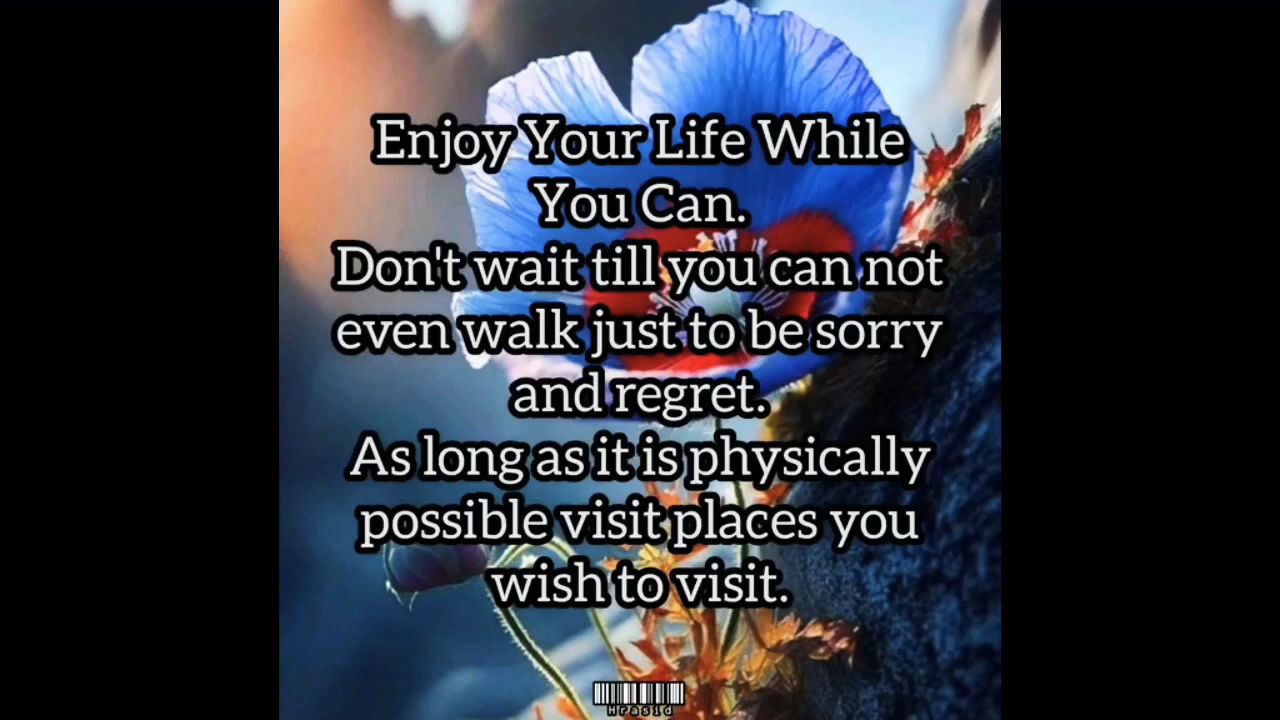 Enjoy Your Life While
You Can.
Don't wait till you can not
even walk just to be sorry
and regret.
As long as it is physically
possible visit places you
wish to visit.
Hrasid